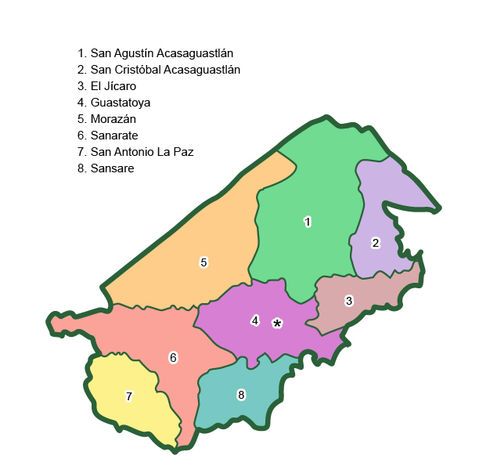 1. San Agustín Acasaguastlán
2. San Cristóbal Acasaguastlán
3. El Jícaro
4. Guastatoya
5. Morazán
6. Sanarate
7. San Antonio La Paz
8. Sansare
1
2
5
3
4 *
6
7
8